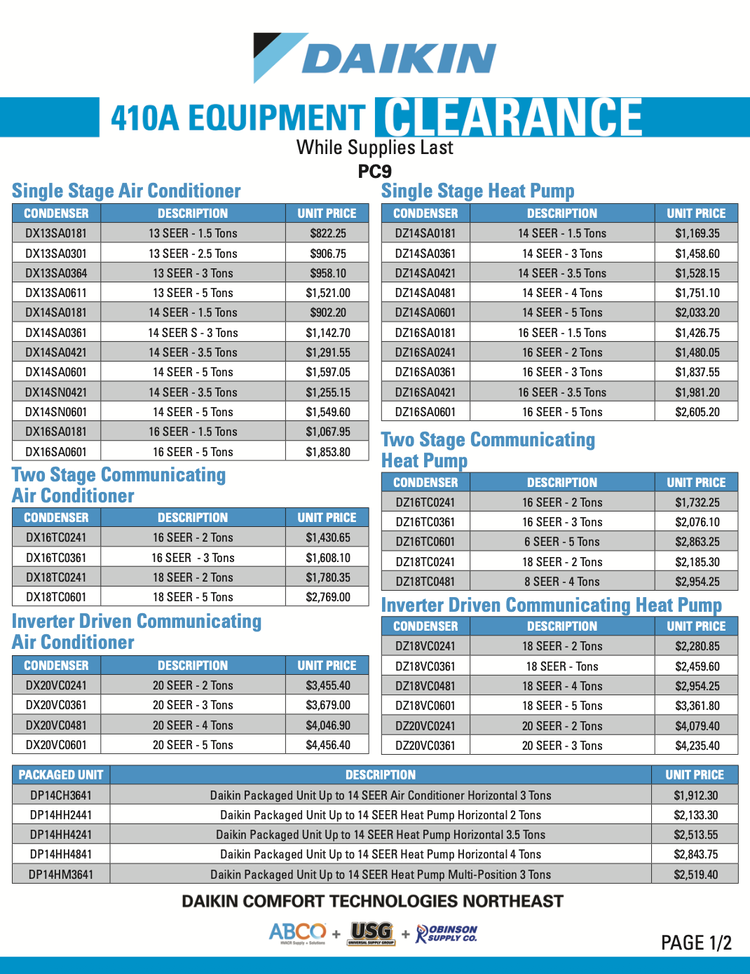 DAIKIN
410A EQUIPMENT CLEARANCE
While Supplies Last
PC9
Single Stage Air Conditioner
CONDENSER DESCRIPTION UNIT PRICE
DX13SA0181 13 SEER - 1.5 Tons $822.25
DX13SA0301 13 SEER - 2.5 Tons $906.75
DX13SA0364 13 SEER - 3 Tons $958.10
DX13SA0611 13 SEER - 5 Tons $1,521.00
DX14SA0181 14 SEER - 1.5 Tons $902.20
DX14SA0361 14 SEER S - 3 Tons $1,142.70
DX14SA0421 14 SEER - 3.5 Tons $1,291.55
DX14SA0601 14 SEER - 5 Tons $1,597.05
DX14SN0421 14 SEER - 3.5 Tons $1,255.15
DX14SN0601 14 SEER - 5 Tons $1,549.60
DX16SA0181 16 SEER - 1.5 Tons $1,067.95
DX16SA0601 16 SEER - 5 Tons $1,853.80
Two Stage Communicating
Air Conditioner
CONDENSER DESCRIPTION UNIT PRICE
DX16TC0241 16 SEER - 2 Tons $1,430.65
DX16TC0361 16 SEER - 3 Tons $1,608.10
DX18TC0241 18 SEER - 2 Tons $1,780.35
DX18TC0601 18 SEER - 5 Tons $2,769.00
Inverter Driven Communicating
Air Conditioner
CONDENSER DESCRIPTION UNIT PRICE
DX20VC0241 20 SEER - 2 Tons $3,455.40
DX20VC0361 20 SEER - 3 Tons $3,679.00
DX20VC0481 20 SEER - 4 Tons $4,046.90
DX20VC0601 20 SEER - 5 Tons $4,456.40
Single Stage Heat Pump
CONDENSER DESCRIPTION UNIT PRICE
DZ14SA0181 14 SEER - 1.5 Tons $1,169.35
DZ14SA0361 14 SEER - 3 Tons $1,458.60
DZ14SA0421 14 SEER - 3.5 Tons $1,528.15
DZ14SA0481 14 SEER - 4 Tons $1,751.10
DZ14SA0601 14 SEER - 5 Tons $2,033.20
DZ16SA0181 16 SEER - 1.5 Tons $1,426.75
DZ16SA0241 16 SEER - 2 Tons $1,480.05
DZ16SA0361 16 SEER - 3 Tons $1,837.55
DZ16SA0421 16 SEER - 3.5 Tons $1,981.20
DZ16SA0601 16 SEER - 5 Tons $2,605.20
Two Stage Communicating
Heat Pump
CONDENSER DESCRIPTION UNIT PRICE
DZ16TC0241 16 SEER - 2 Tons $1,732.25
DZ16TC0361 16 SEER - 3 Tons $2,076.10
DZ16TC0601 6 SEER - 5 Tons $2,863.25
DZ18TC0241 18 SEER - 2 Tons $2,185.30
DZ18TC0481 8 SEER - 4 Tons $2,954.25
Inverter Driven Communicating Heat Pump
CONDENSER DESCRIPTION UNIT PRICE
DZ18VC0241 18 SEER - 2 Tons $2,280.85
DZ18VC0361 18 SEER - Tons $2,459.60
DZ18VC0481 18 SEER - 4 Tons $2,954.25
DZ18VC0601 18 SEER - 5 Tons $3,361.80
DZ20VC0241 20 SEER - 2 Tons $4,079.40
DZ20VC0361 20 SEER - 3 Tons $4,235.40
PACKAGED UNIT DESCRIPTION UNIT PRICE
DP14CH3641 Daikin Packaged Unit Up to 14 SEER Air Conditioner Horizontal 3 Tons $1,912.30
DP14HH2441 Daikin Packaged Unit Up to 14 SEER Heat Pump Horizontal 2 Tons $2,133.30
DP14HH4241 Daikin Packaged Unit Up to 14 SEER Heat Pump Horizontal 3.5 Tons $2,513.55
DP14HH4841 Daikin Packaged Unit Up to 14 SEER Heat Pump Horizontal 4 Tons $2,843.75
DP14HM3641 Daikin Packaged Unit Up to 14 SEER Heat Pump Multi-Position 3 Tons $2,519.40
DAIKIN COMFORT TECHNOLOGIES NORTHEAST
ABCO + USG + ROBINSON
HVACR Supply + Solutions UNIVERSAL SUPPLY GROUP SUPPLY CO.
PAGE 1/2